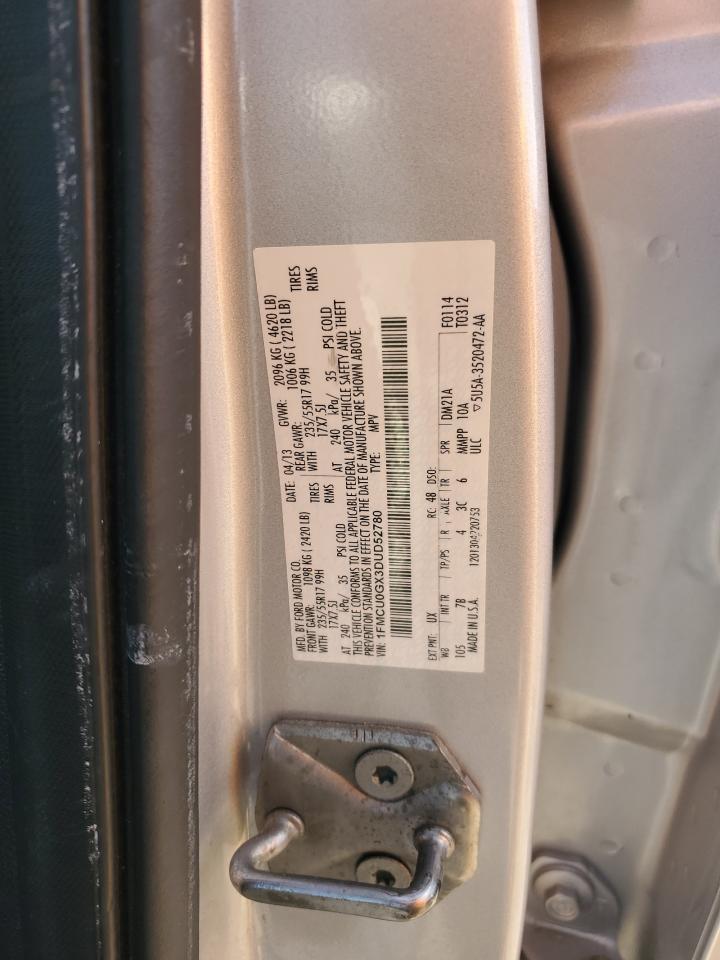 MFD. BY FORD MOTOR CO. DATE: 04/13 GVWR: 2096 KG ( 4620 LB)
FRONT GAWR: 1098 KG ( 2420 LB) REAR GAWR: 1006 KG ( 2218 LB)
WITH 235/55R17 99H TIRES WITH 235/55R17 99H TIRES
17X7.5J RIMS 17X7.5J RIMS
AT 240 kPa/ 35 PSI COLD AT 240 kPa/ 35 PSI COLD
THIS VEHICLE CONFORMS TO ALL APPLICABLE FEDERAL MOTOR VEHICLE SAFETY AND THEFT
PREVENTION STANDARDS IN EFFECT ON THE DATE OF MANUFACTURE SHOWN ABOVE.
VIN: 1FMCU0GX3DUD52780 TYPE: MPV
EXT PNT: UX RC: 48 DSO:
WB INT TR TP/PS R AXLE TR SPR DM21A F0114
105 7B 4 3C 6 MMPP 10A T0312
MADE IN U.S.A. 1201304220753 ULC ▽5U5A-3520472-AA